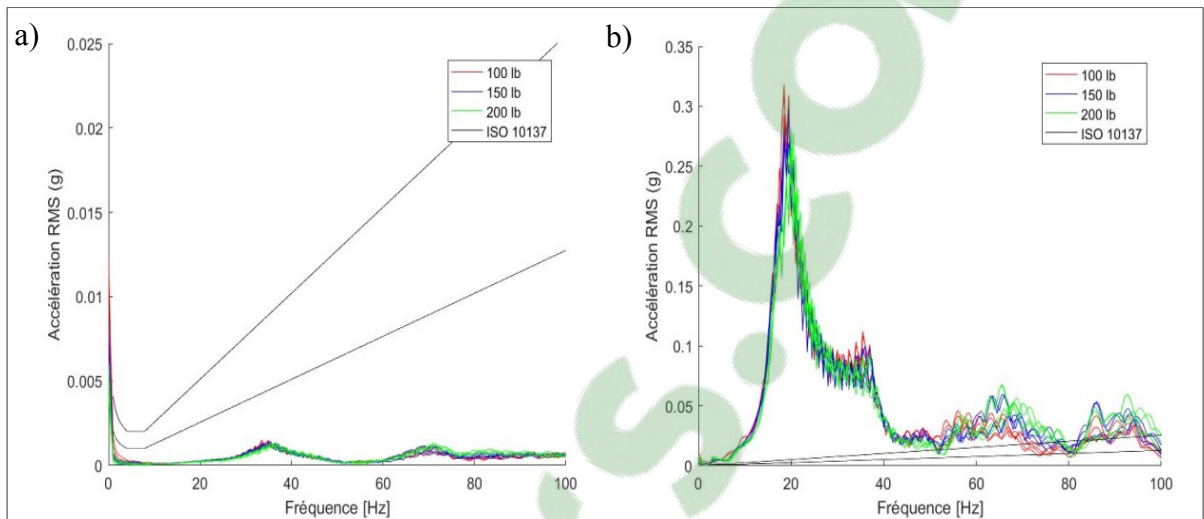 a)
0.025
0.02
0.015
0.01
0.005
0
Accélération RMS (g)
100 lb
150 lb
200 lb
ISO 10137
0 20 40 60 80 100
Fréquence [Hz]
b)
0.35
0.3
0.25
0.2
0.15
0.1
0.05
0
Accélération RMS (g)
100 lb
150 lb
200 lb
ISO 10137
0 20 40 60 80 100
Fréquence [Hz]
s.co